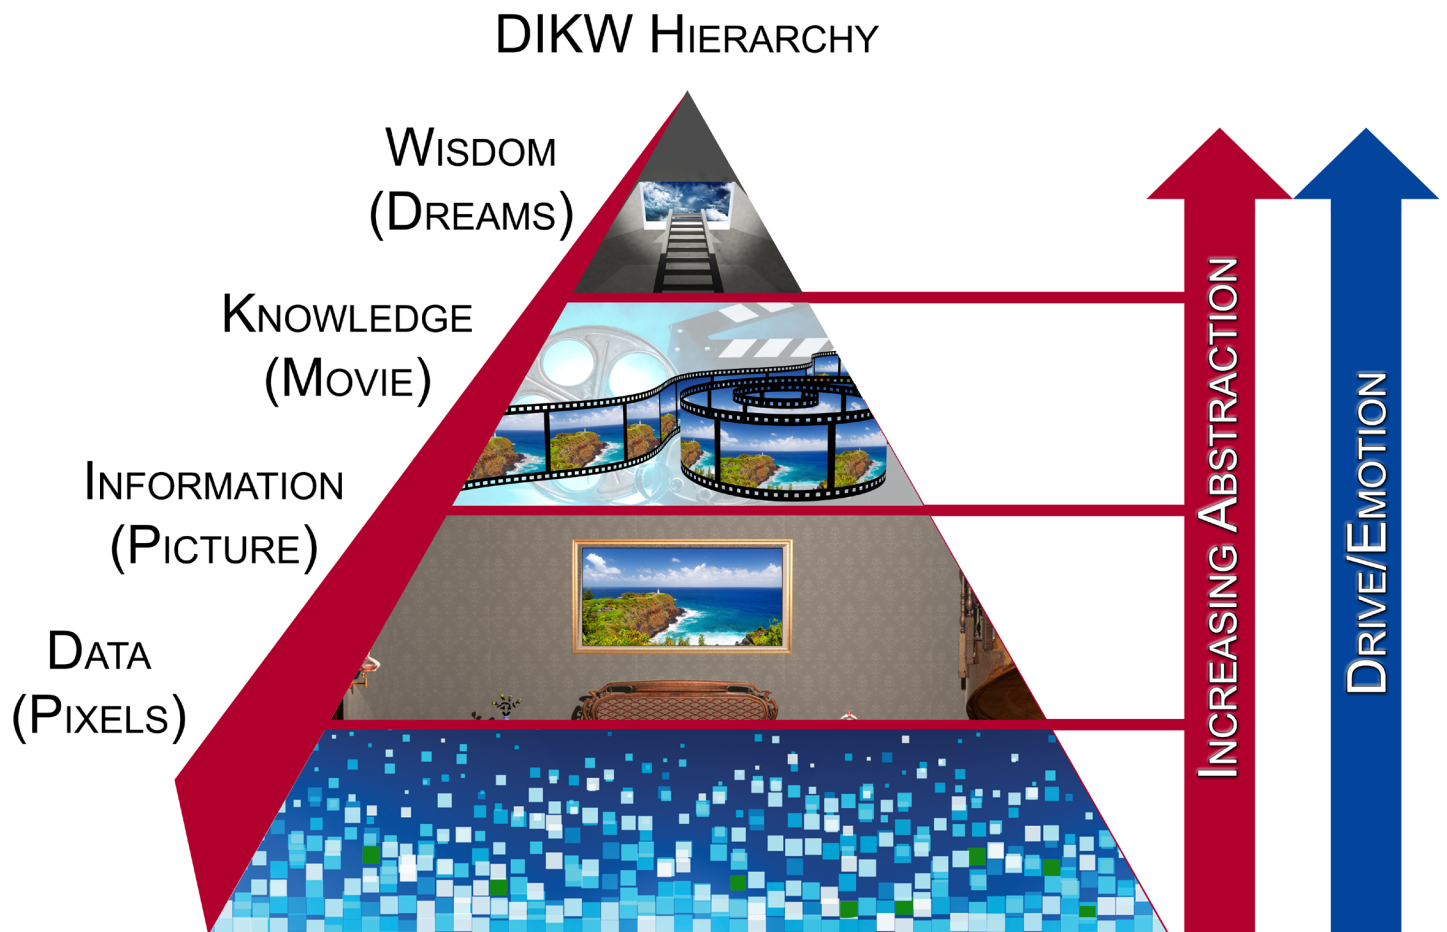 DIKW Hierarchy
Wisdom
(Dreams)
Knowledge
(Movie)
Information
(Picture)
Data
(Pixels)
Increasing Abstraction
Drive/Emotion